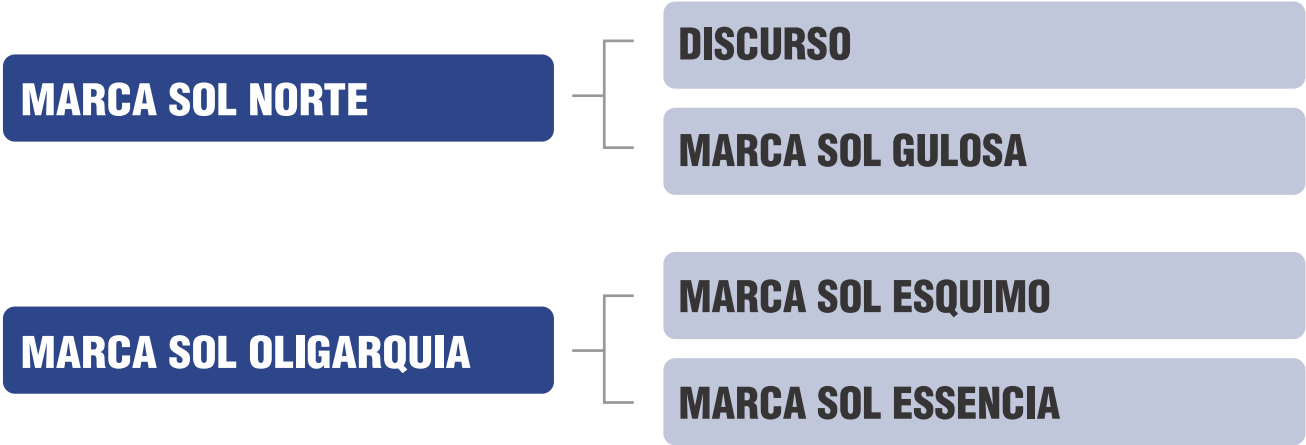 MARCA SOL NORTE
DISCURSO
MARCA SOL GULOSA
MARCA SOL OLIGARQUIA
MARCA SOL ESQUIMO
MARCA SOL ESSENCIA